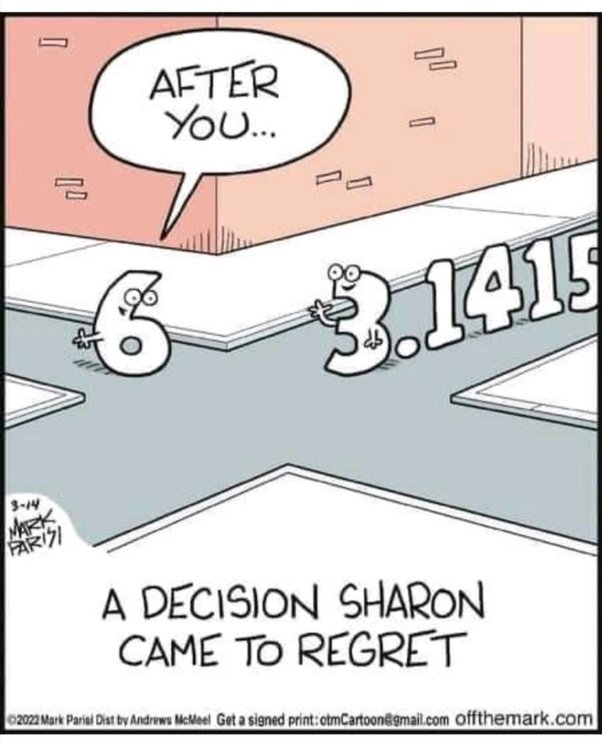 AFTER
YOU...
6
3.1415
3-14
MARK
PARISI
A DECISION SHARON
CAME TO REGRET
©2022 Mark Parisi Dist by Andrews McMeel Get a signed print: otmCartoon@gmail.com offthemark.com